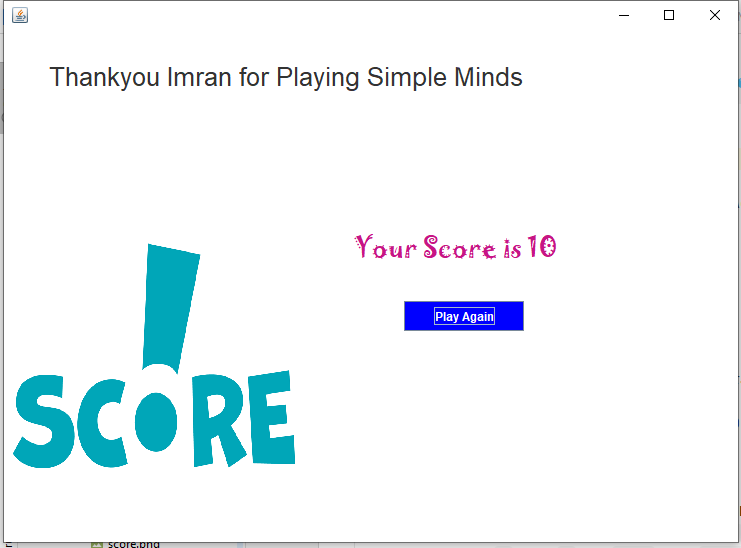 Thankyou Imran for Playing Simple Minds
Your Score is 10
Play Again
SCORE
score.png